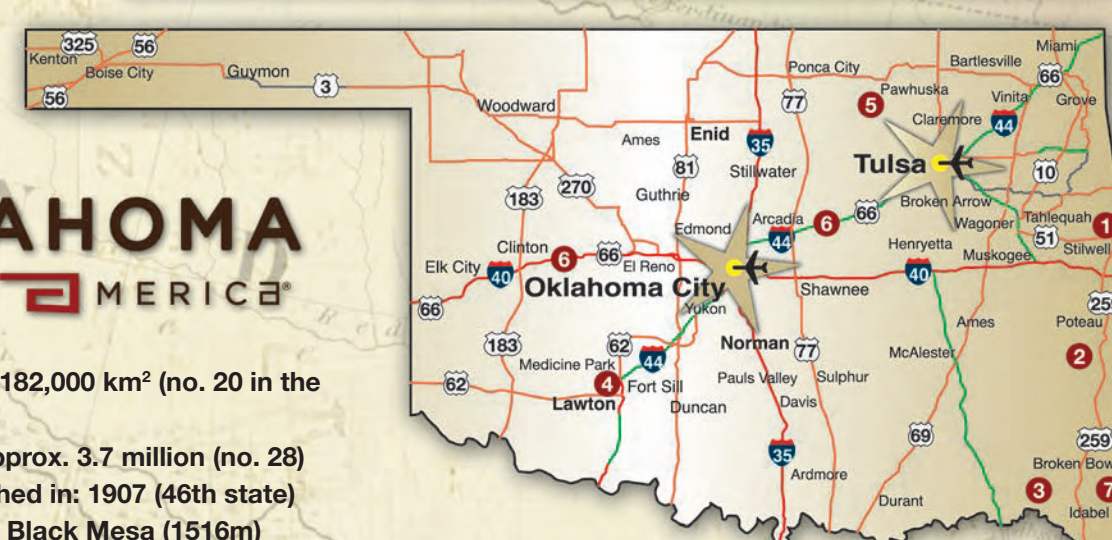 Ferdinan
325
56
Kenton
Boise City
56
Guymon
3
Woodward
Ames
Enid
81
35
Stillwater
Ponca City
77
Bartlesville
Miami
66
Pawhuska
5
Vinita
Grove
Claremore
44
Tulsa
10
183
270
Guthrie
Edmond
Arcadia
44
6
66
Broken Arrow
Wagoner
Tahlequah
1
51
Stilwell
Henryetta
Muskogee
AHOMA
MERICA®
Clinton
6
66
El Reno
Elk City
40
Oklahoma City
40
Shawnee
66
Yukon
Red
183
62
Medicine Park
44
Norman
77
McAlester
Ames
25
Poteau
2
182,000 km² (no. 20 in the
62
4
Fort Sill
Lawton
Duncan
Pauls Valley
Sulphur
Davis
pprox. 3.7 million (no. 28)
hed in: 1907 (46th state)
Black Mesa (1516m)
35
Ardmore
69
Durant
259
Broken Bow
3
7
Idabel